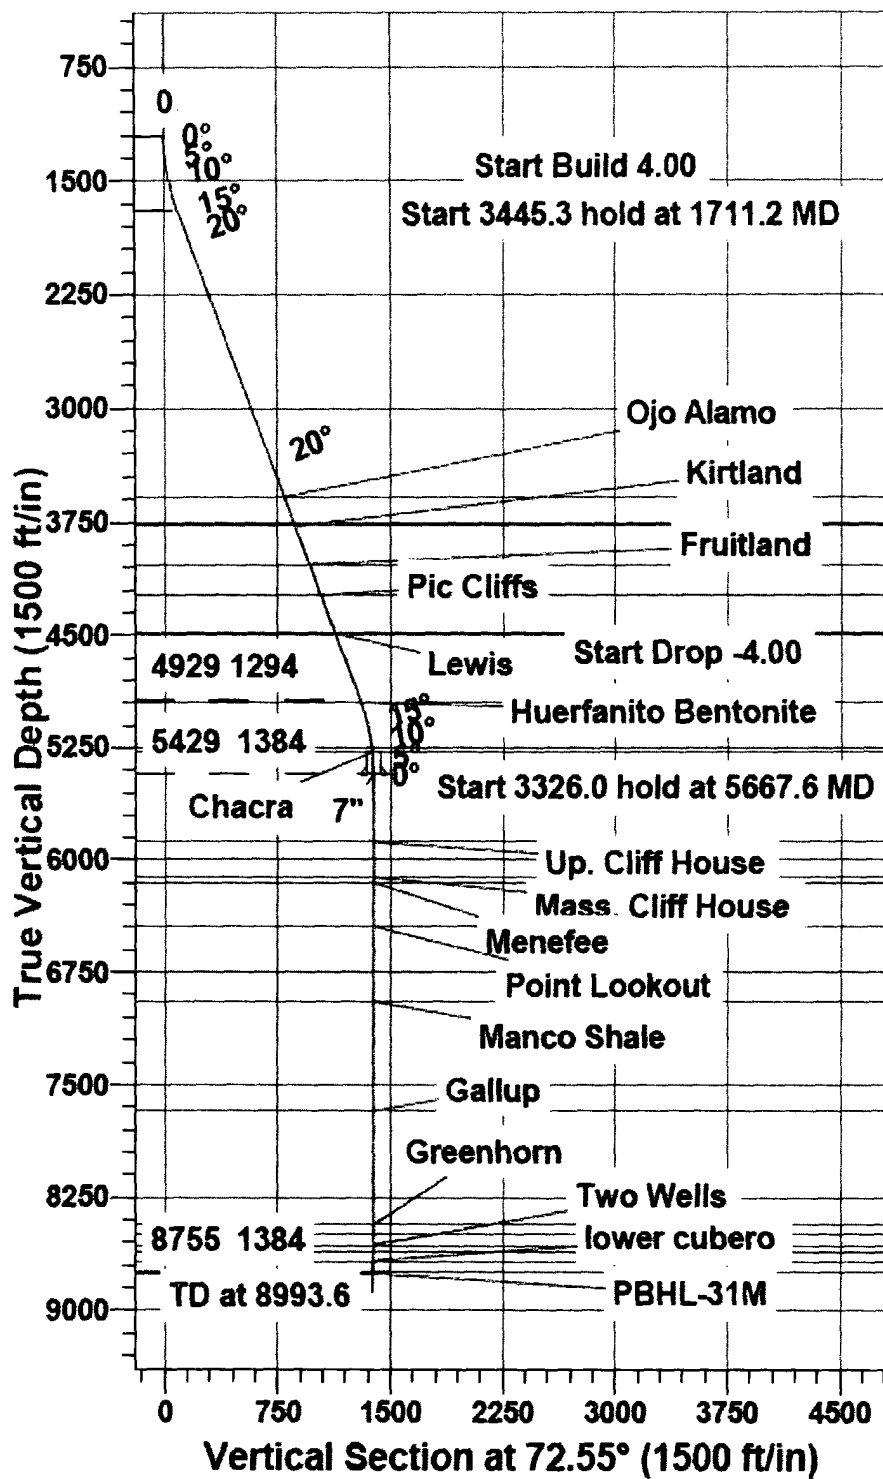 750
0
0°
5°
10°
Start Build 4.00
1500
15°
20°
Start 3445.3 hold at 1711.2 MD
2250
3000
Ojo Alamo
20°
Kirtland
3750
Fruitland
Pic Cliffs
4500
Lewis
Start Drop -4.00
4929 1294
15°
Huerfanito Bentonite
10°
5429 1384
5250
5°
0°
Start 3326.0 hold at 5667.6 MD
Chacra
7"
6000
Up. Cliff House
Mass. Cliff House
Menefee
6750
Point Lookout
Manco Shale
7500
Gallup
Greenhorn
8250
Two Wells
8755 1384
lower cubero
TD at 8993.6
PBHL-31M
9000
True Vertical Depth (1500 ft/in)
0 750 1500 2250 3000 3750 4500
Vertical Section at 72.55° (1500 ft/in)